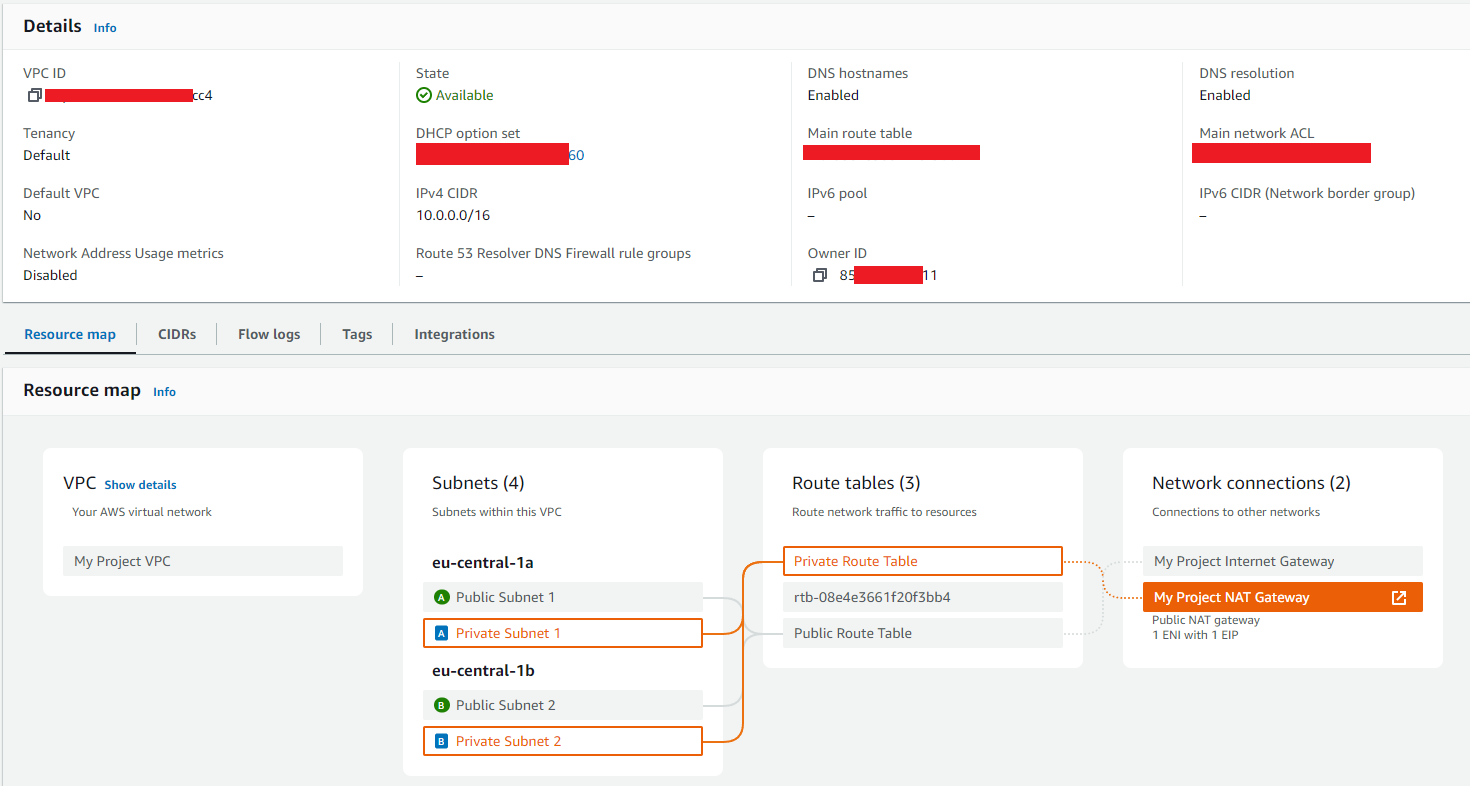 Details Info
VPC ID
cc4
State
Available
DNS hostnames
Enabled
DNS resolution
Enabled
Tenancy
Default
DHCP option set
60
Main route table
Main network ACL
Default VPC
No
IPv4 CIDR
10.0.0.0/16
IPv6 pool
–
IPv6 CIDR (Network border group)
–
Network Address Usage metrics
Disabled
Route 53 Resolver DNS Firewall rule groups
–
Owner ID
85 11
Resource map CIDRs Flow logs Tags Integrations
Resource map Info
VPC Show details
Your AWS virtual network
My Project VPC
Subnets (4)
Subnets within this VPC
eu-central-1a
A Public Subnet 1
A Private Subnet 1
eu-central-1b
B Public Subnet 2
B Private Subnet 2
Route tables (3)
Route network traffic to resources
Private Route Table
rtb-08e4e3661f20f3bb4
Public Route Table
Network connections (2)
Connections to other networks
My Project Internet Gateway
My Project NAT Gateway
Public NAT gateway
1 ENI with 1 EIP